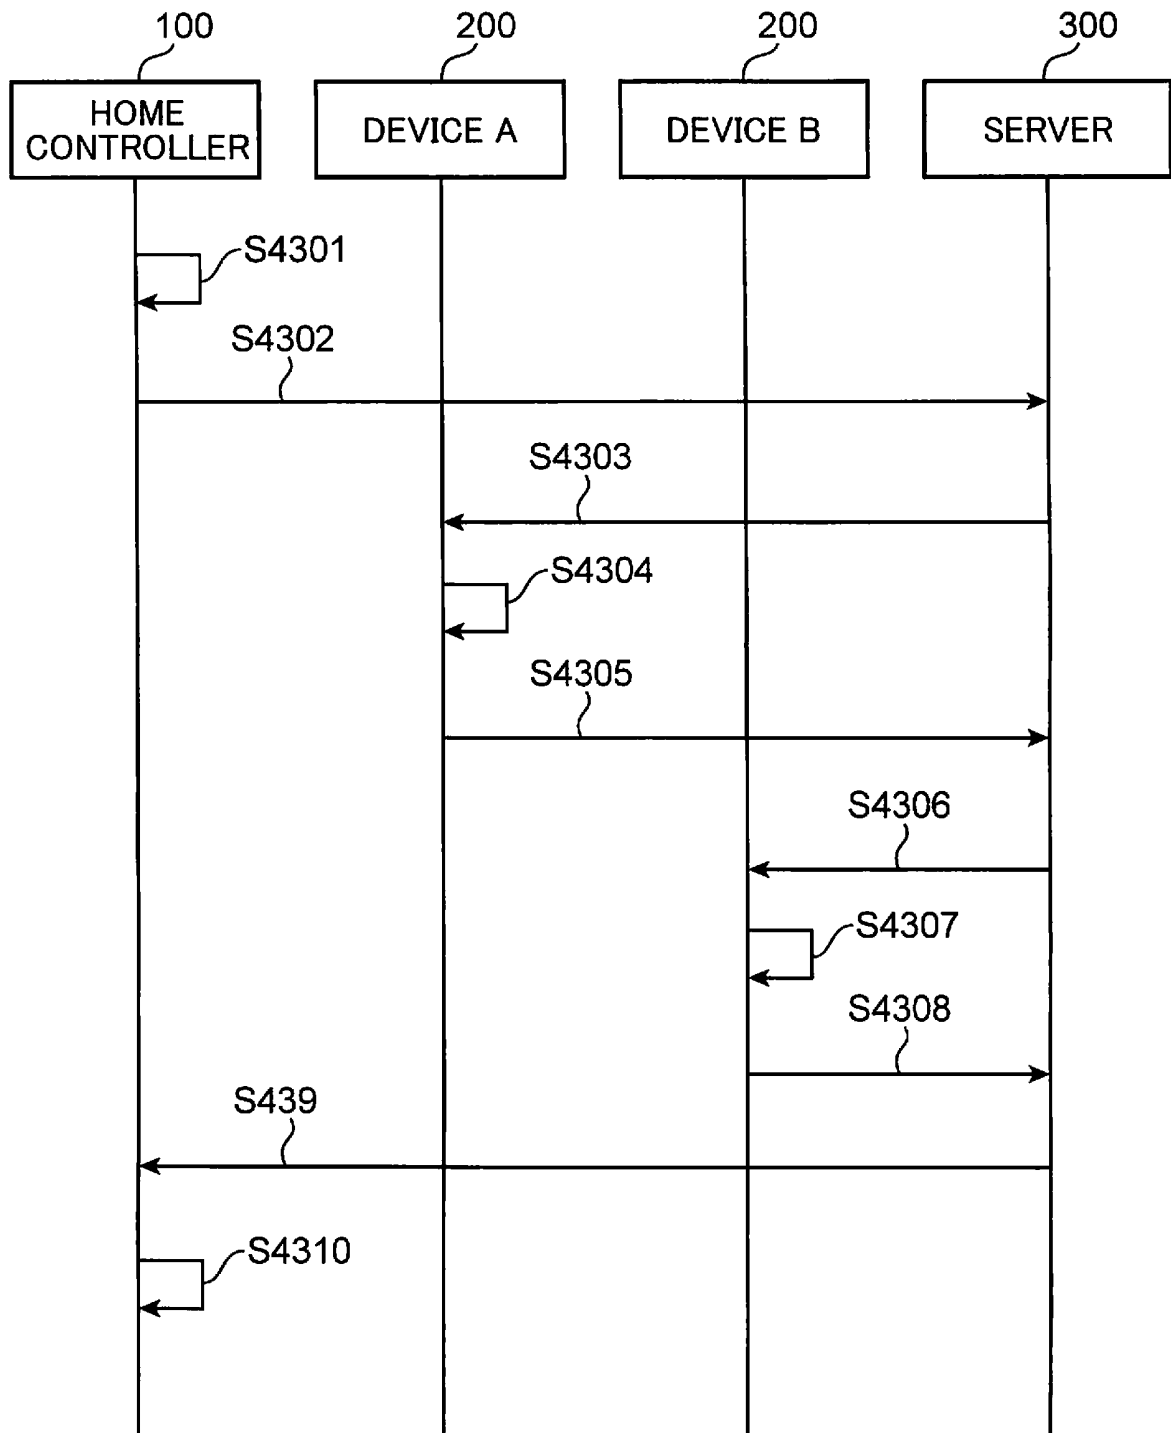 100
200
200
300
HOME
CONTROLLER
DEVICE A
DEVICE B
SERVER
S4301
S4302
S4303
S4304
S4305
S4306
S4307
S4308
S439
S4310